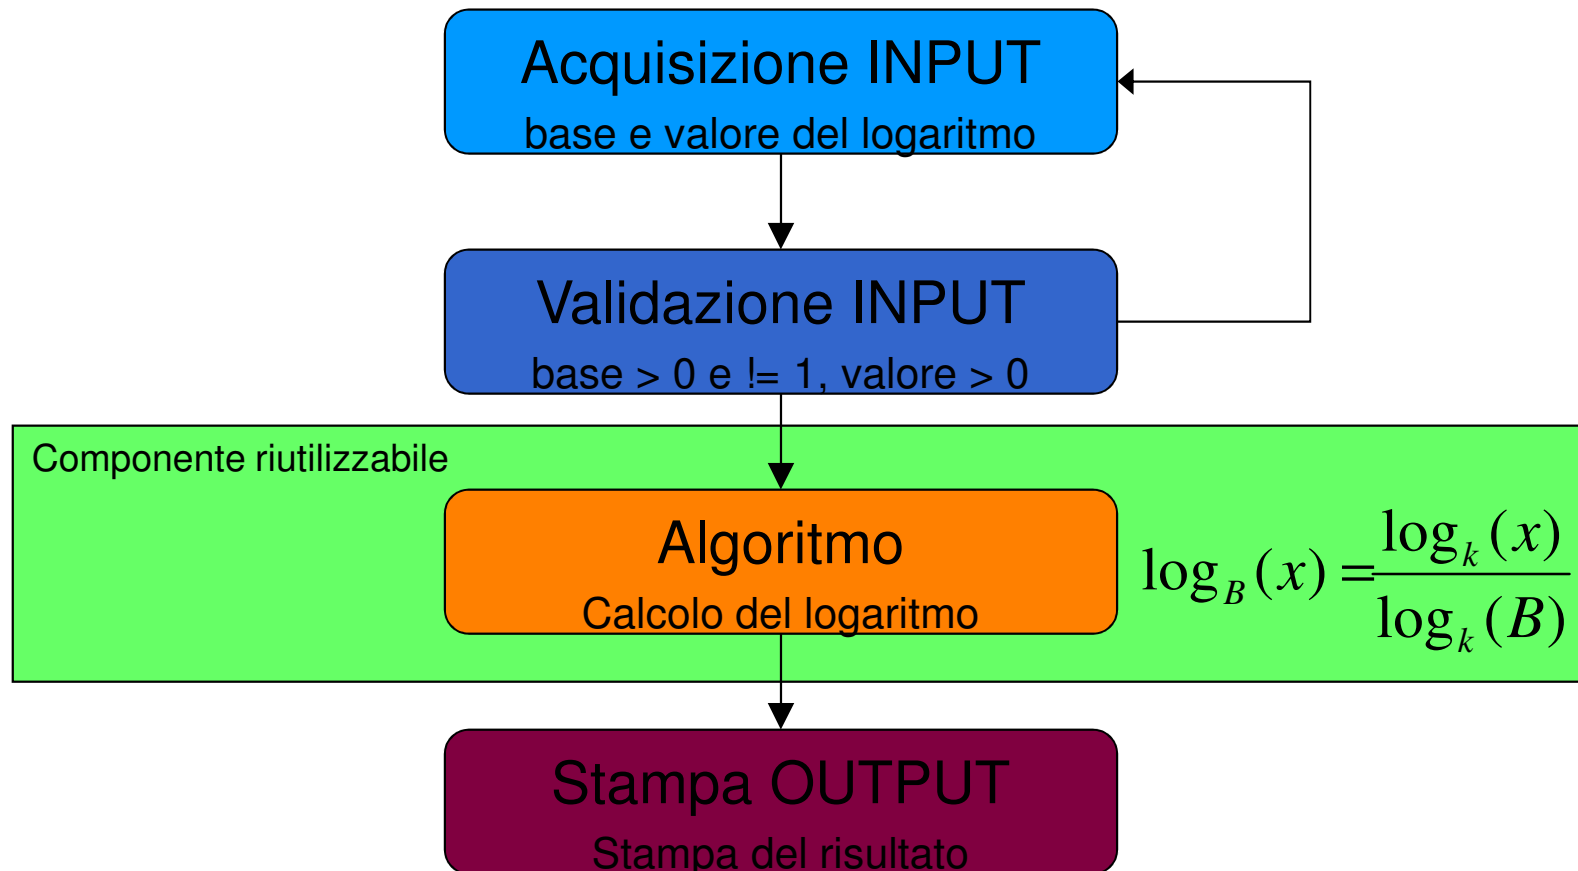 Acquisizione INPUT
base e valore del logaritmo
Validazione INPUT
base > 0 e != 1, valore > 0
Componente riutilizzabile
Algoritmo
Calcolo del logaritmo
log_B(x) = log_k(x) / log_k(B)
Stampa OUTPUT
Stampa del risultato